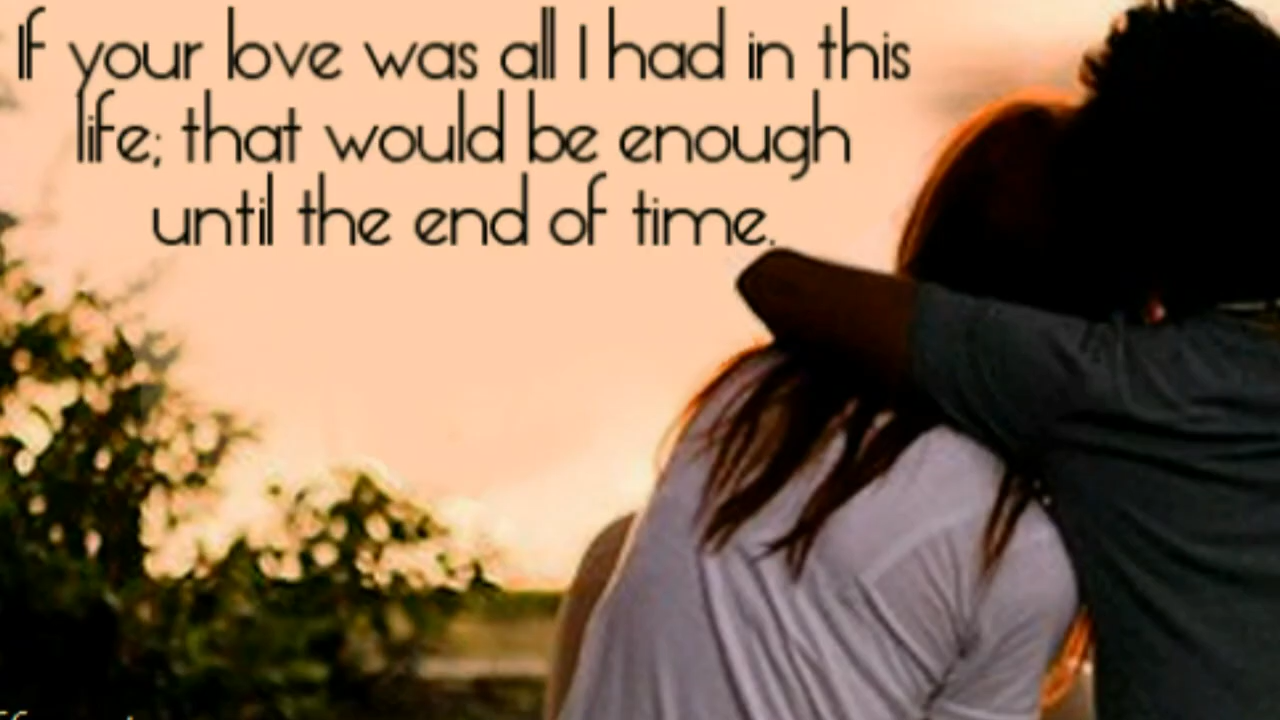 If your love was all I had in this
life; that would be enough
until the end of time.